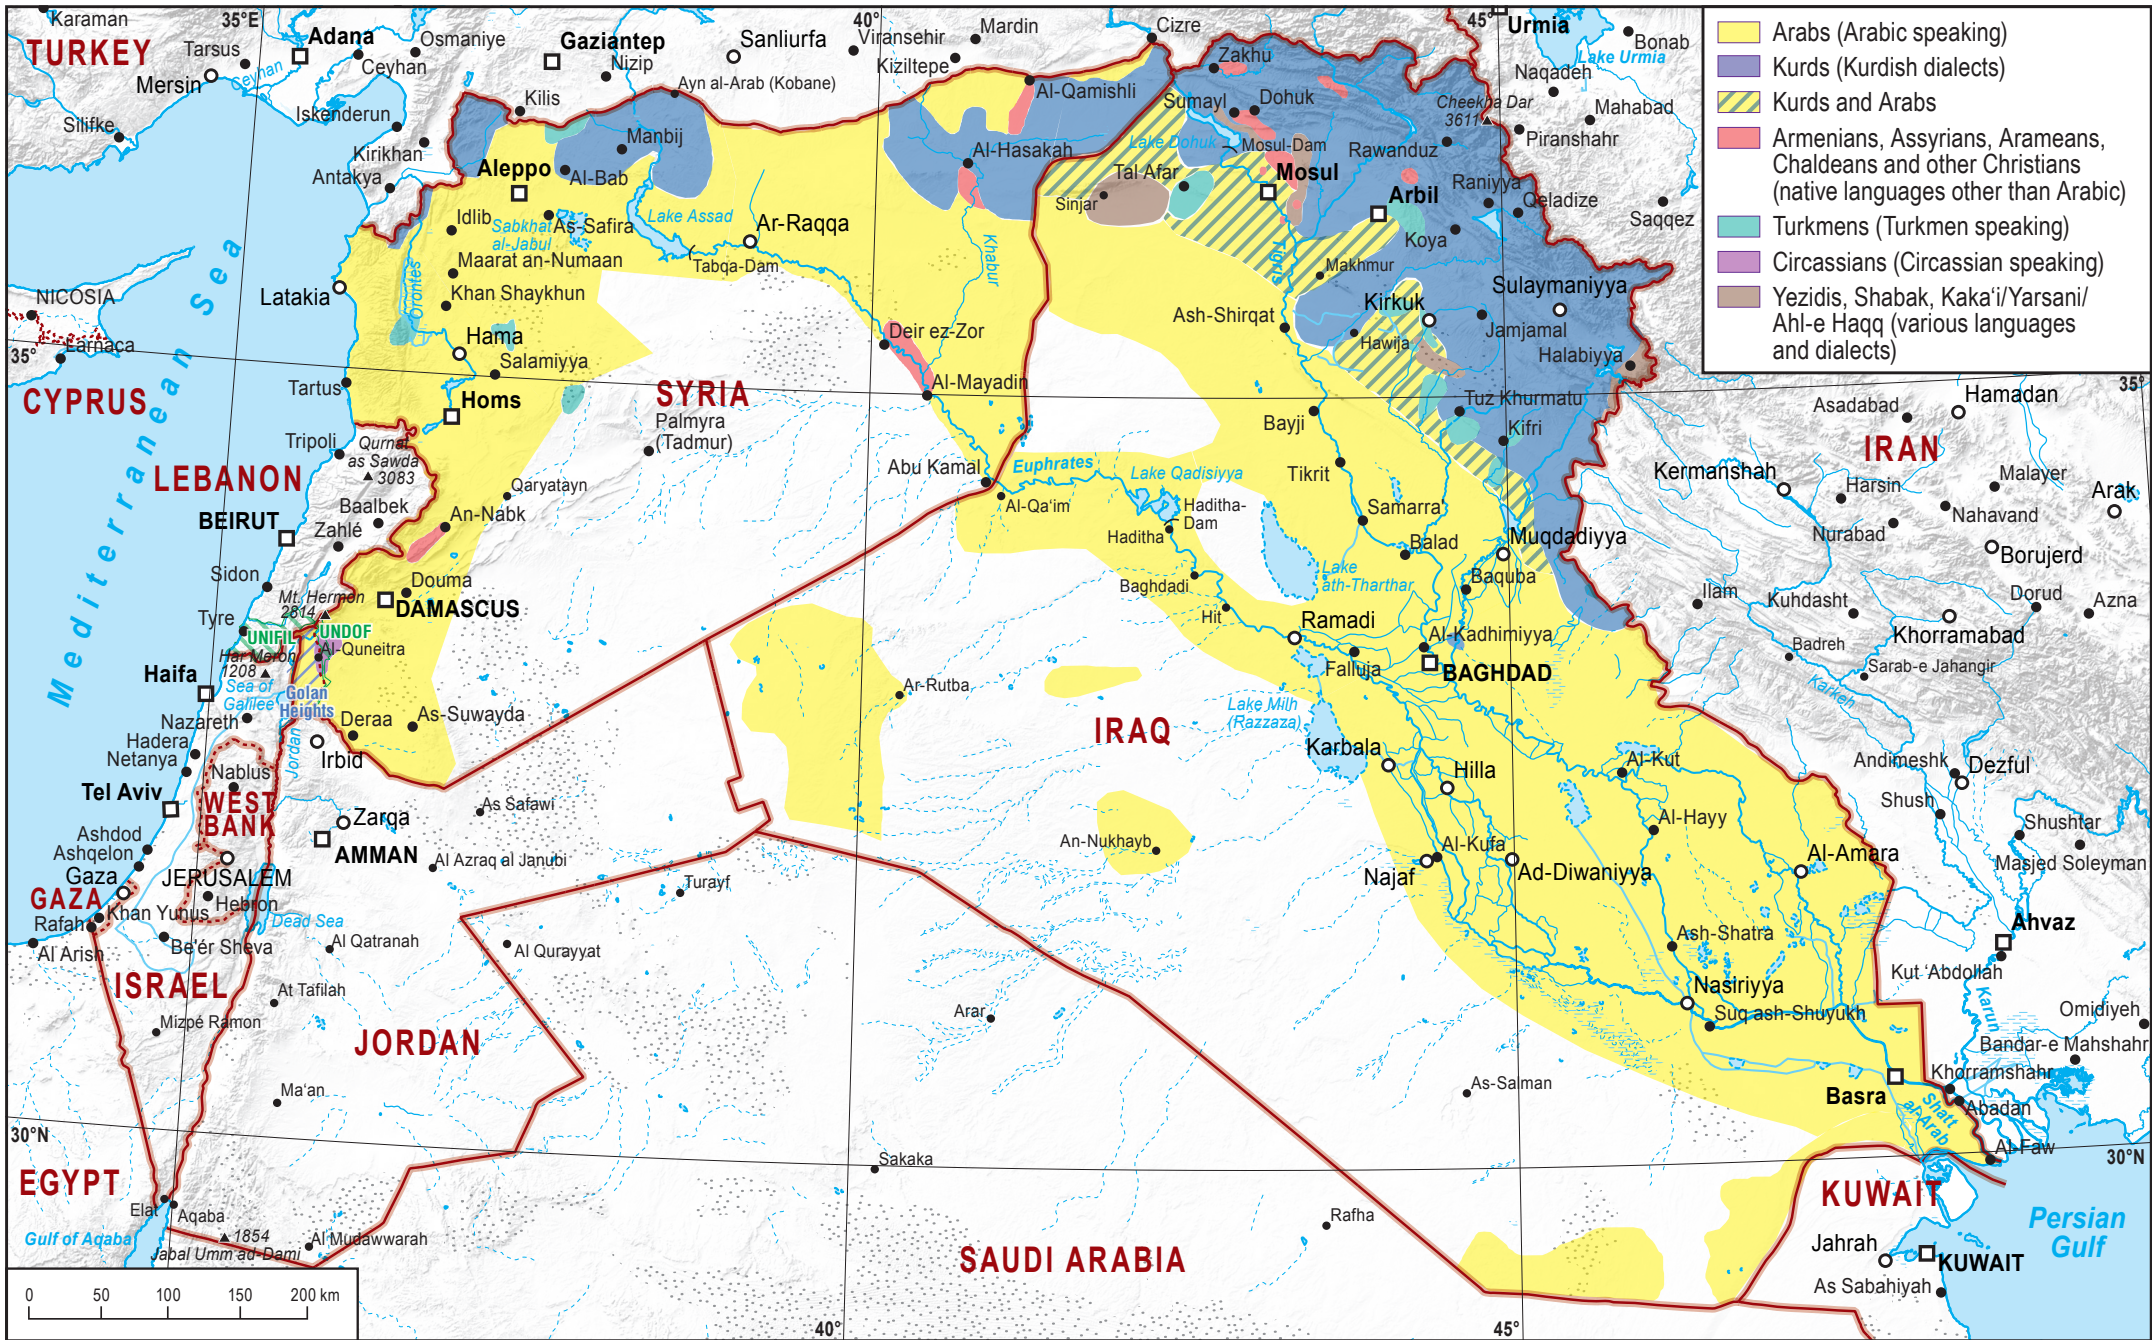 Karaman
TURKEY
Tarsus
Mersin
Silifke
35°E
Adana
Ceyhan
Osmaniye
Ceyhan
Iskenderun
Kirikhan
Antakya
Gaziantep
Nizip
Kilis
Sanliurfa
Ayn al-Arab (Kobane)
40°
Viransehir
Kiziltepe
Mardin
Cizre
45°
Urmia
Bonab
Lake Urmia
Naqadeh
Mahabad
Piranshahr
Saqqez
Cheekha Dar
3611
Arabs (Arabic speaking)
Kurds (Kurdish dialects)
Kurds and Arabs
Armenians, Assyrians, Arameans,
Chaldeans and other Christians
(native languages other than Arabic)
Turkmens (Turkmen speaking)
Circassians (Circassian speaking)
Yezidis, Shabak, Kaka‘i/Yarsani/
Ahl-e Haqq (various languages
and dialects)
Al-Qamishli
Al-Hasakah
Manbij
Aleppo
Al-Bab
Idlib
Sabkhat
al-Jabul
As-Safira
Lake Assad
Ar-Raqqa
Tabqa-Dam
Khabur
Maarat an-Numaan
Khan Shaykhun
Orontes
Latakia
Hama
Salamiyya
Tartus
Homs
SYRIA
Palmyra
(Tadmur)
Deir ez-Zor
Al-Mayadin
Abu Kamal
Qaryatayn
An-Nabk
Douma
DAMASCUS
Zakhu
Sumayl
Dohuk
Lake Dohuk
Mosul-Dam
Rawanduz
Tal Afar
Mosul
Sinjar
Arbil
Raniyya
Qeladize
Koya
Tigris
Makhmur
Kirkuk
Sulaymaniyya
Ash-Shirqat
Jamjamal
Hawija
Halabiyya
Tuz Khurmatu
Kifri
Bayji
Tikrit
Samarra'
Balad
Muqdadiyya
Baquba
Euphrates
Al-Qa‘im
Lake Qadisiyya
Haditha-
Dam
Haditha
Baghdadi
Hit
Lake
ath-Tharthar
Ramadi
Falluja
Al-Kadhimiyya
BAGHDAD
Lake Milh
(Razzaza)
Karbala
Hilla
Al-Kut
Al-Hayy
Al-Kufa
Najaf
Ad-Diwaniyya
Al-Amara
Ash-Shatra
Nasiriyya
Suq ash-Shuyukh
Basra
Shatt
al-Arab
Al-Faw
Ar-Rutba
IRAQ
An-Nukhayb
As-Salman
NICOSIA
Larnaca
35°
CYPRUS
Mediterranean Sea
Tripoli
Qurnat
as Sawda
3083
LEBANON
Baalbek
BEIRUT
Zahlé
Sidon
Mt. Hermon
2814
Tyre
UNIFIL
UNDOF
Al-Quneitra
Har Meron
1208
Haifa
Sea of
Galilee
Golan
Heights
Nazareth
Deraa
As-Suwayda
Irbid
Jordan
Hadera
Netanya
Nablus
Tel Aviv
WEST
BANK
Zarqa
AMMAN
As Safawi
Al Azraq al Janubi
Ashdod
Ashqelon
Gaza
JERUSALEM
GAZA
Khan Yunus
Hebron
Rafah
Dead Sea
Al Arish
Be'ér Sheva
ISRAEL
Al Qatranah
At Tafilah
Mizpé Ramon
JORDAN
Ma‘an
30°N
EGYPT
Elat
Aqaba
Gulf of Aqaba
1854
Jabal Umm ad-Dami
Al Mudawwarah
Turayf
Al Qurayyat
Arar
Sakaka
Rafha
SAUDI ARABIA
35°
Hamadan
Asadabad
IRAN
Kermanshah
Harsin
Malayer
Arak
Nahavand
Nurabad
Borujerd
Ilam
Kuhdasht
Dorud
Azna
Khorramabad
Badreh
Sarab-e Jahangir
Karkeh
Andimeshk
Dezful
Shush
Shushtar
Masjed Soleyman
Ahvaz
Kut ‘Abdollah
Karun
Omidiyeh
Bandar-e Mahshahr
Khorramshahr
Abadan
30°N
KUWAIT
Persian
Gulf
Jahrah
KUWAIT
As Sabahiyah
0 50 100 150 200 km
40°
45°